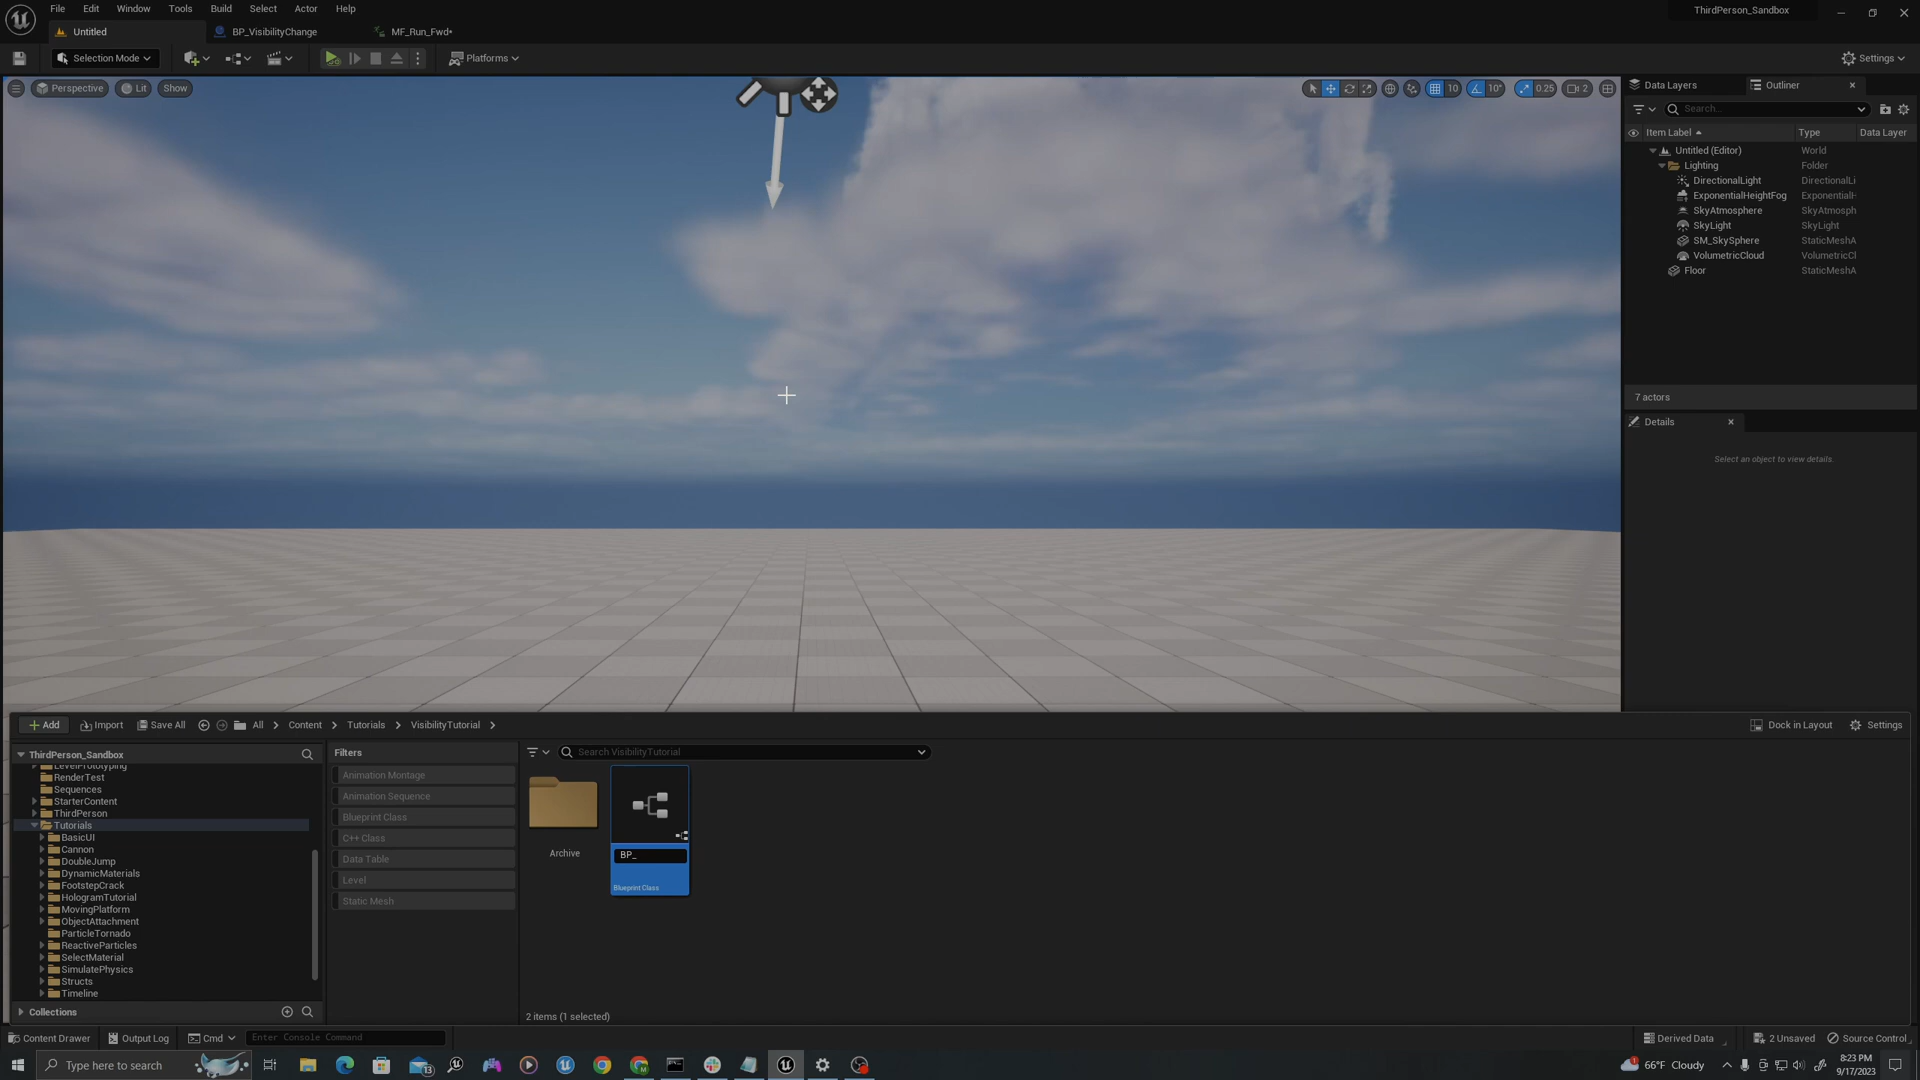 File Edit Window Tools Build Select Actor Help
ThirdPerson_Sandbox
Untitled
BP_VisibilityChange
MF_Run_Fwd*
Selection Mode
Platforms
Settings
Perspective
Lit
Show
10
10°
0.25
2
Data Layers
Outliner
Search...
Item Label Type Data Layer
Untitled (Editor) World
Lighting Folder
DirectionalLight DirectionalLi
ExponentialHeightFog ExponentialH
SkyAtmosphere SkyAtmosph
SkyLight SkyLight
SM_SkySphere StaticMeshA
VolumetricCloud VolumetricCl
Floor StaticMeshA
7 actors
Details
Select an object to view details.
Add
Import
Save All
All
Content
Tutorials
VisibilityTutorial
Dock in Layout
Settings
ThirdPerson_Sandbox
LevelPrototyping
RenderTest
Sequences
StarterContent
ThirdPerson
Tutorials
BasicUI
Cannon
DoubleJump
DynamicMaterials
FootstepCrack
HologramTutorial
MovingPlatform
ObjectAttachment
ParticleTornado
ReactiveParticles
SelectMaterial
SimulatePhysics
Structs
Timeline
Collections
Filters
Animation Montage
Animation Sequence
Blueprint Class
C++ Class
Data Table
Level
Static Mesh
Search VisibilityTutorial
Archive
BP_
Blueprint Class
2 items (1 selected)
Content Drawer
Output Log
Cmd
Enter Console Command
Derived Data
2 Unsaved
Source Control
Type here to search
13
66°F Cloudy
8:23 PM
9/17/2023